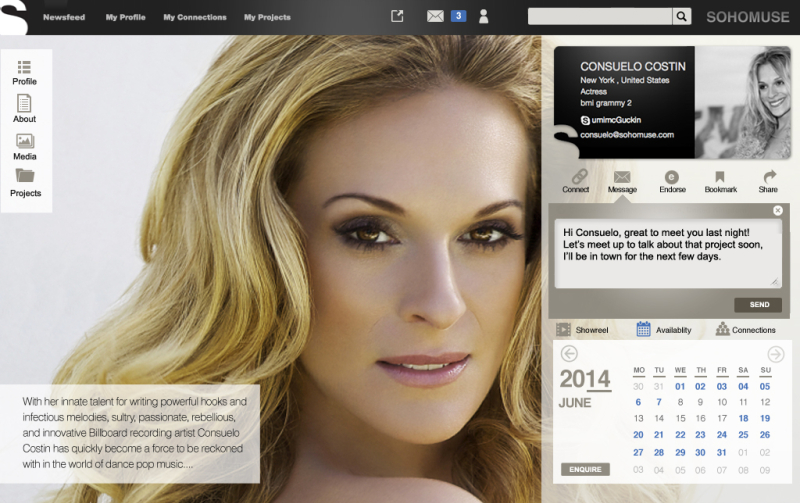 S
Newsfeed My Profile My Connections My Projects 3 SOHOMUSE
Profile
About
Media
Projects
CONSUELO COSTIN
New York , United States
Actress
bmi grammy 2
S umimcGuckin
consuelo@sohomuse.com
S
Connect Message Endorse Bookmark Share
Hi Consuelo, great to meet you last night!
Let's meet up to talk about that project soon,
I'll be in town for the next few days.
SEND
Showreel Availablity Connections
2014
JUNE
MO TU WE TH FR SA SU
30 31 01 02 03 04 05
6 7 8 9 10 11 12
13 14 15 16 17 18 19
20 21 22 23 24 25 26
27 28 29 30 31 01 02
03 04 05 06 07 08 09
ENQUIRE
With her innate talent for writing powerful hooks and
infectious melodies, sultry, passionate, rebellious,
and innovative Billboard recording artist Consuelo
Costin has quickly become a force to be reckoned
with in the world of dance pop music....